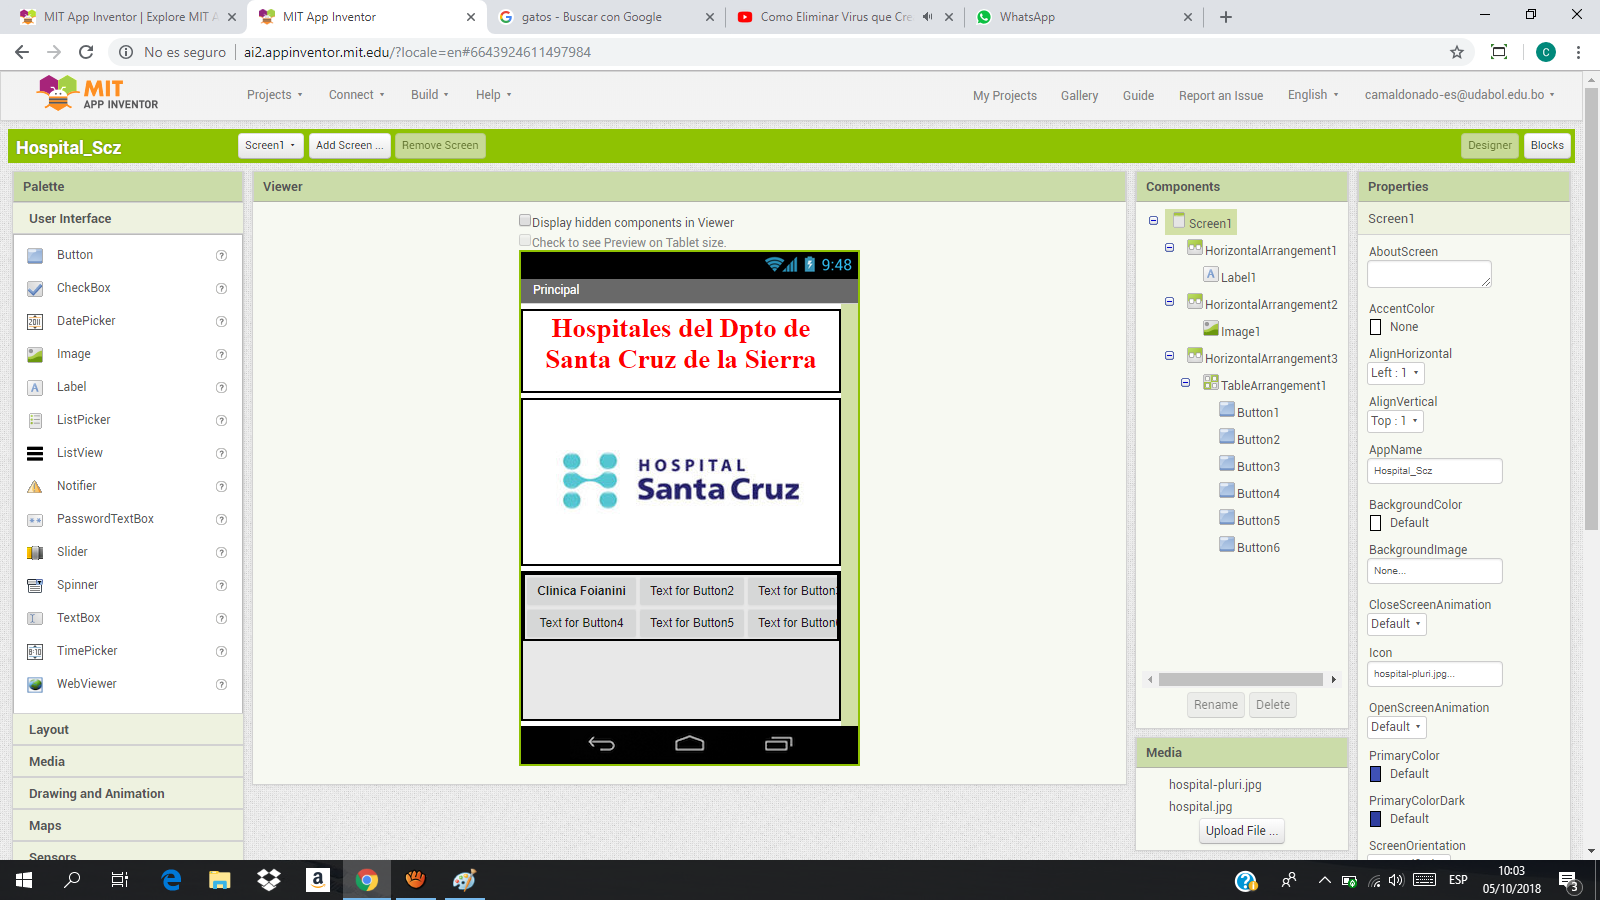 MIT App Inventor | Explore MIT A
MIT App Inventor
gatos - Buscar con Google
Como Eliminar Virus que Cre
WhatsApp
No es seguro
ai2.appinventor.mit.edu/?locale=en#6643924611497984
C
MIT
APP INVENTOR
Projects
Connect
Build
Help
My Projects
Gallery
Guide
Report an Issue
English
camaldonado-es@udabol.edu.bo
Hospital_Scz
Screen1
Add Screen ...
Remove Screen
Designer
Blocks
Palette
User Interface
Button
CheckBox
DatePicker
Image
Label
ListPicker
ListView
Notifier
PasswordTextBox
Slider
Spinner
TextBox
TimePicker
WebViewer
Layout
Media
Drawing and Animation
Maps
Sensors
Viewer
Display hidden components in Viewer
Check to see Preview on Tablet size.
9:48
Principal
Hospitales del Dpto de
Santa Cruz de la Sierra
HOSPITAL
Santa Cruz
Clinica Foianini
Text for Button2
Text for Button3
Text for Button4
Text for Button5
Text for Button6
Components
Screen1
HorizontalArrangement1
Label1
HorizontalArrangement2
Image1
HorizontalArrangement3
TableArrangement1
Button1
Button2
Button3
Button4
Button5
Button6
Rename
Delete
Media
hospital-pluri.jpg
hospital.jpg
Upload File ...
Properties
Screen1
AboutScreen
AccentColor
None
AlignHorizontal
Left : 1
AlignVertical
Top : 1
AppName
Hospital_Scz
BackgroundColor
Default
BackgroundImage
None...
CloseScreenAnimation
Default
Icon
hospital-pluri.jpg...
OpenScreenAnimation
Default
PrimaryColor
Default
PrimaryColorDark
Default
ScreenOrientation
ESP
10:03
05/10/2018
3